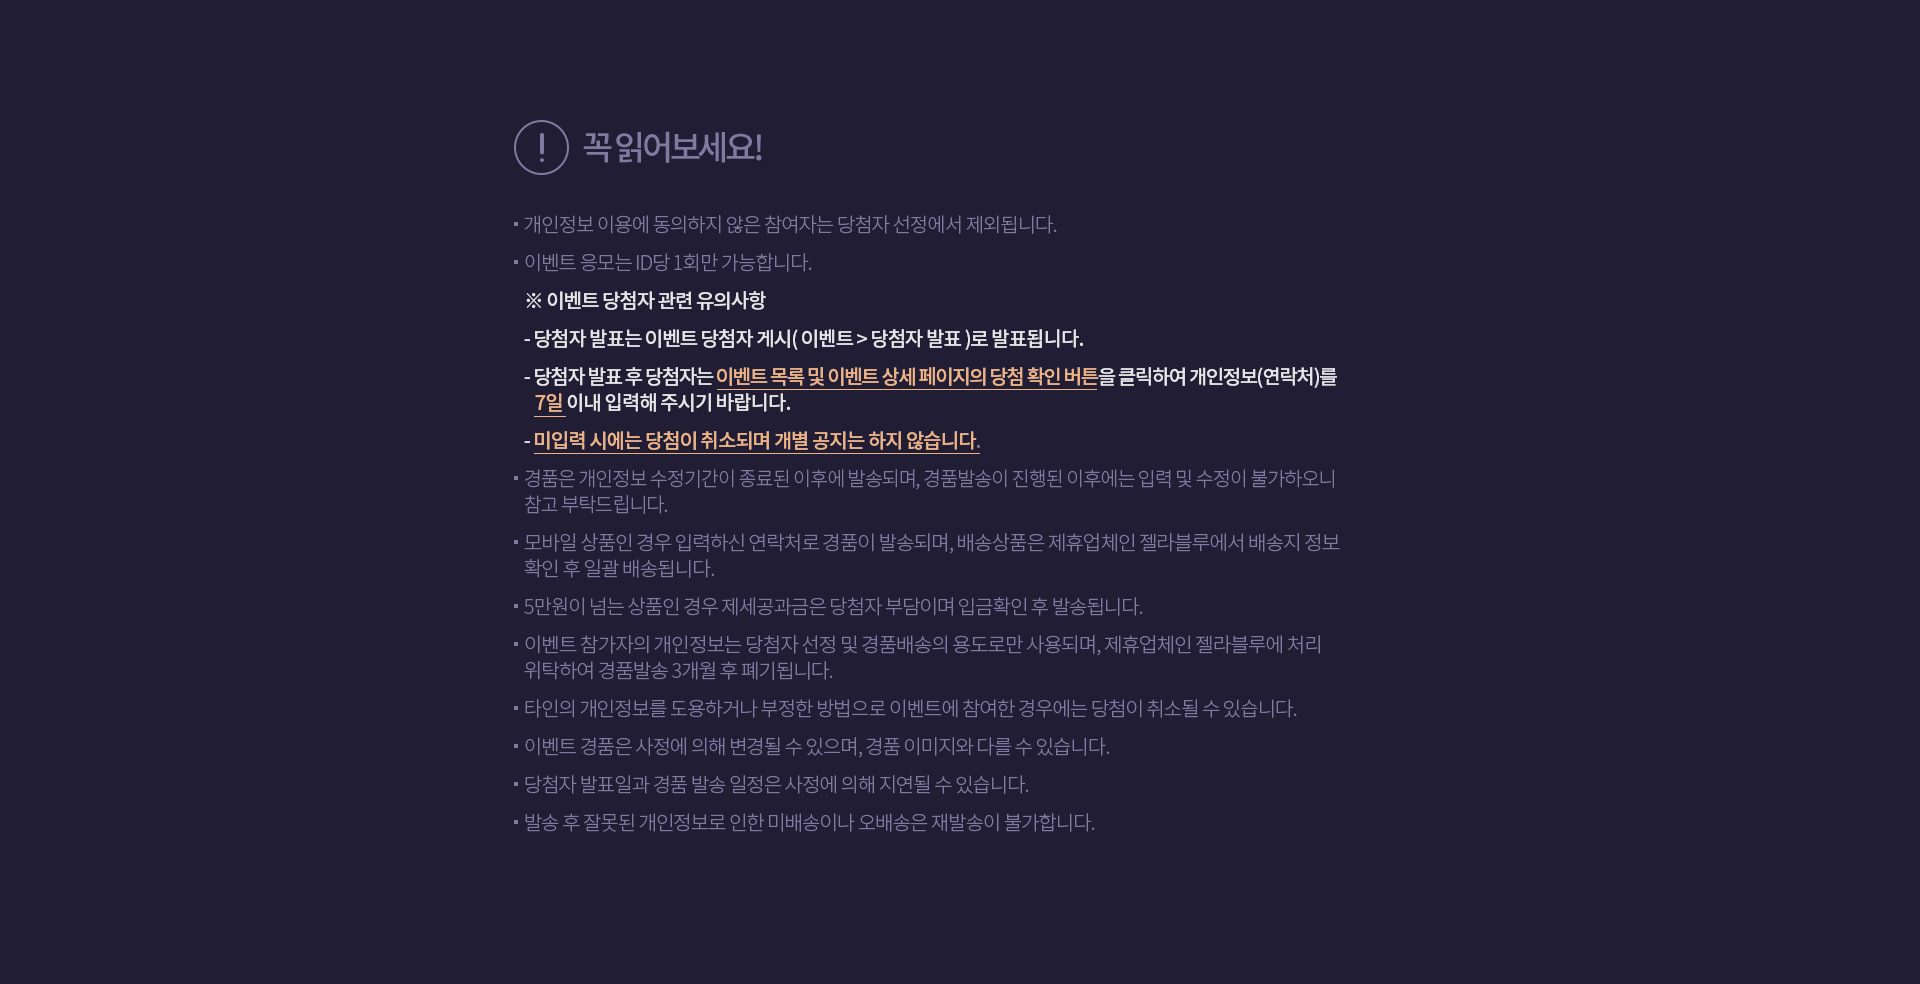 꼭 읽어보세요!
개인정보 이용에 동의하지 않은 참여자는 당첨자 선정에서 제외됩니다.
이벤트 응모는 ID당 1회만 가능합니다.
※ 이벤트 당첨자 관련 유의사항
- 당첨자 발표는 이벤트 당첨자 게시( 이벤트 > 당첨자 발표 )로 발표됩니다.
- 당첨자 발표 후 당첨자는 이벤트 목록 및 이벤트 상세 페이지의 당첨 확인 버튼을 클릭하여 개인정보(연락처)를
7일 이내 입력해 주시기 바랍니다.
- 미입력 시에는 당첨이 취소되며 개별 공지는 하지 않습니다.
경품은 개인정보 수정기간이 종료된 이후에 발송되며, 경품발송이 진행된 이후에는 입력 및 수정이 불가하오니
참고 부탁드립니다.
모바일 상품인 경우 입력하신 연락처로 경품이 발송되며, 배송상품은 제휴업체인 젤라블루에서 배송지 정보
확인 후 일괄 배송됩니다.
5만원이 넘는 상품인 경우 제세공과금은 당첨자 부담이며 입금확인 후 발송됩니다.
이벤트 참가자의 개인정보는 당첨자 선정 및 경품배송의 용도로만 사용되며, 제휴업체인 젤라블루에 처리
위탁하여 경품발송 3개월 후 폐기됩니다.
타인의 개인정보를 도용하거나 부정한 방법으로 이벤트에 참여한 경우에는 당첨이 취소될 수 있습니다.
이벤트 경품은 사정에 의해 변경될 수 있으며, 경품 이미지와 다를 수 있습니다.
당첨자 발표일과 경품 발송 일정은 사정에 의해 지연될 수 있습니다.
발송 후 잘못된 개인정보로 인한 미배송이나 오배송은 재발송이 불가합니다.